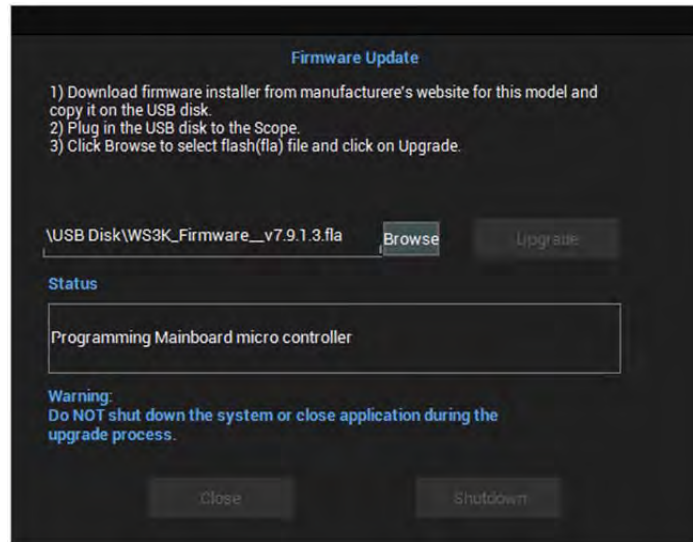 Firmware Update
1) Download firmware installer from manufacturere's website for this model and
copy it on the USB disk.
2) Plug in the USB disk to the Scope.
3) Click Browse to select flash(fla) file and click on Upgrade.
\USB Disk\WS3K_Firmware__v7.9.1.3.fla Browse Upgrade
Status
Programming Mainboard micro controller
Warning:
Do NOT shut down the system or close application during the
upgrade process.
Close Shutdown